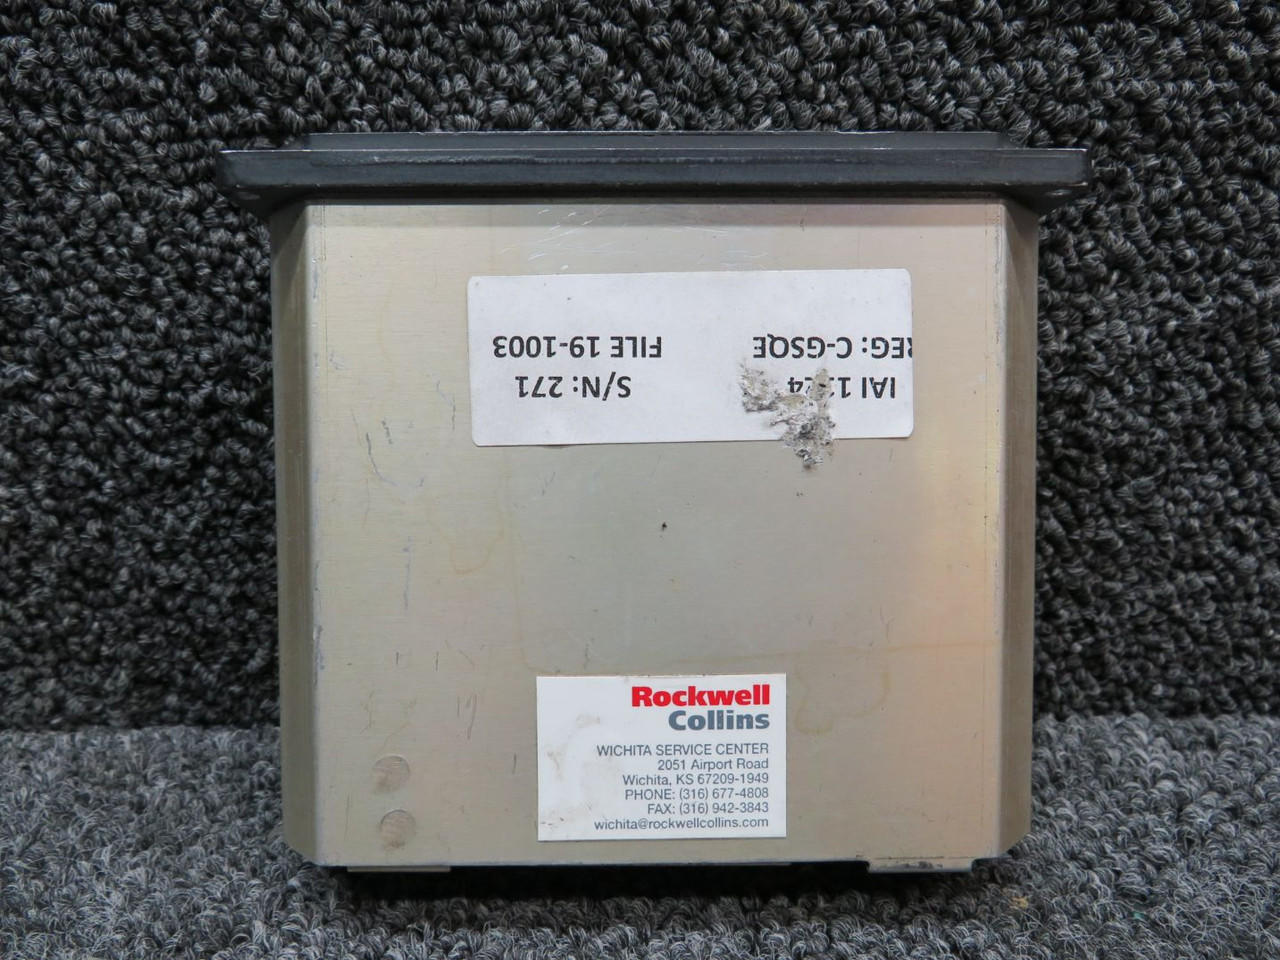 IAI 1124 S/N: 271
REG: C-GSQE FILE 19-1003
Rockwell
Collins
WICHITA SERVICE CENTER
2051 Airport Road
Wichita, KS 67209-1949
PHONE: (316) 677-4808
FAX: (316) 942-3843
wichita@rockwellcollins.com